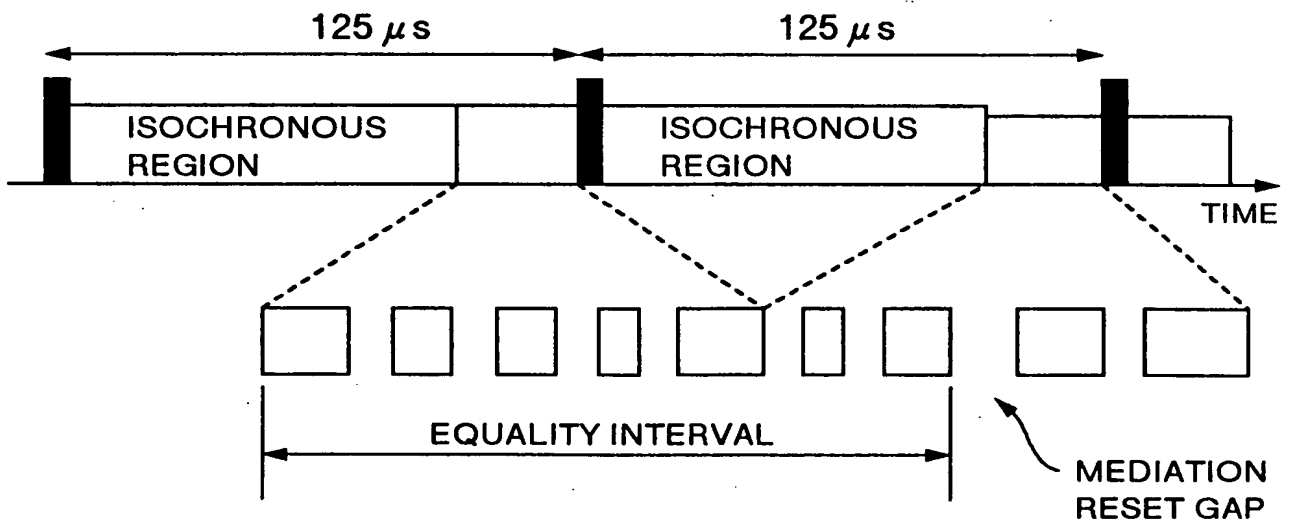 125 μs
125 μs
ISOCHRONOUS
REGION
ISOCHRONOUS
REGION
TIME
EQUALITY INTERVAL
MEDIATION
RESET GAP